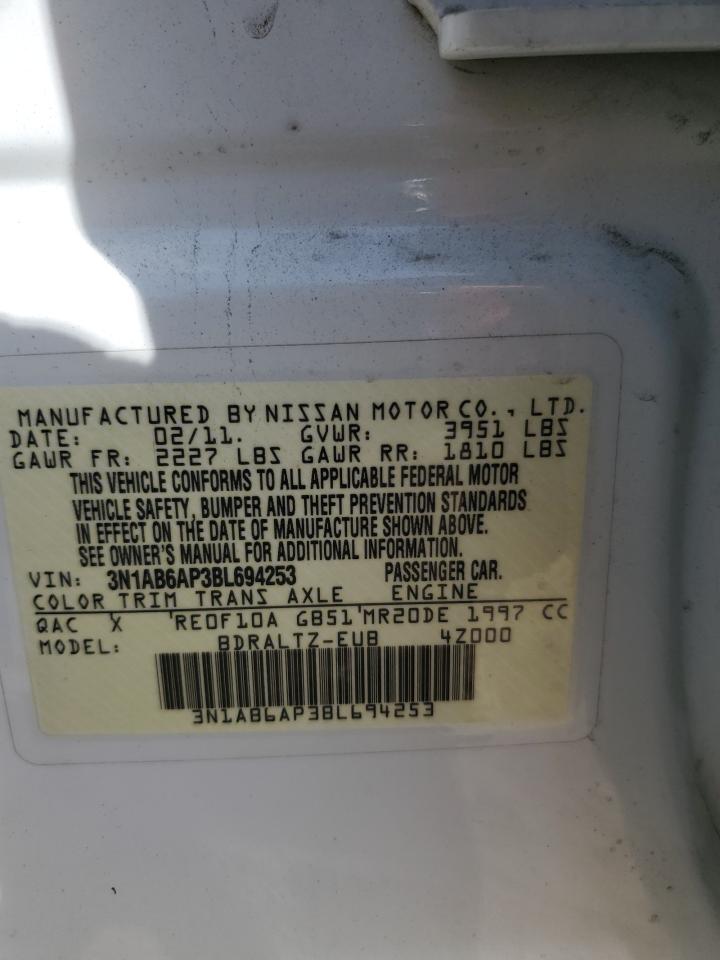 MANUFACTURED BY NISSAN MOTOR CO., LTD.
DATE: 02/11. GVWR: 3951 LBS
GAWR FR: 2227 LBS GAWR RR: 1810 LBS
THIS VEHICLE CONFORMS TO ALL APPLICABLE FEDERAL MOTOR
VEHICLE SAFETY, BUMPER AND THEFT PREVENTION STANDARDS
IN EFFECT ON THE DATE OF MANUFACTURE SHOWN ABOVE.
SEE OWNER'S MANUAL FOR ADDITIONAL INFORMATION.
VIN: 3N1AB6AP3BL694253 PASSENGER CAR.
COLOR TRIM TRANS AXLE ENGINE
QAC X RE0F10A GB51 MR20DE 1997 CC
MODEL: BDRALTZ-EUB 4Z000
3N1AB6AP3BL694253